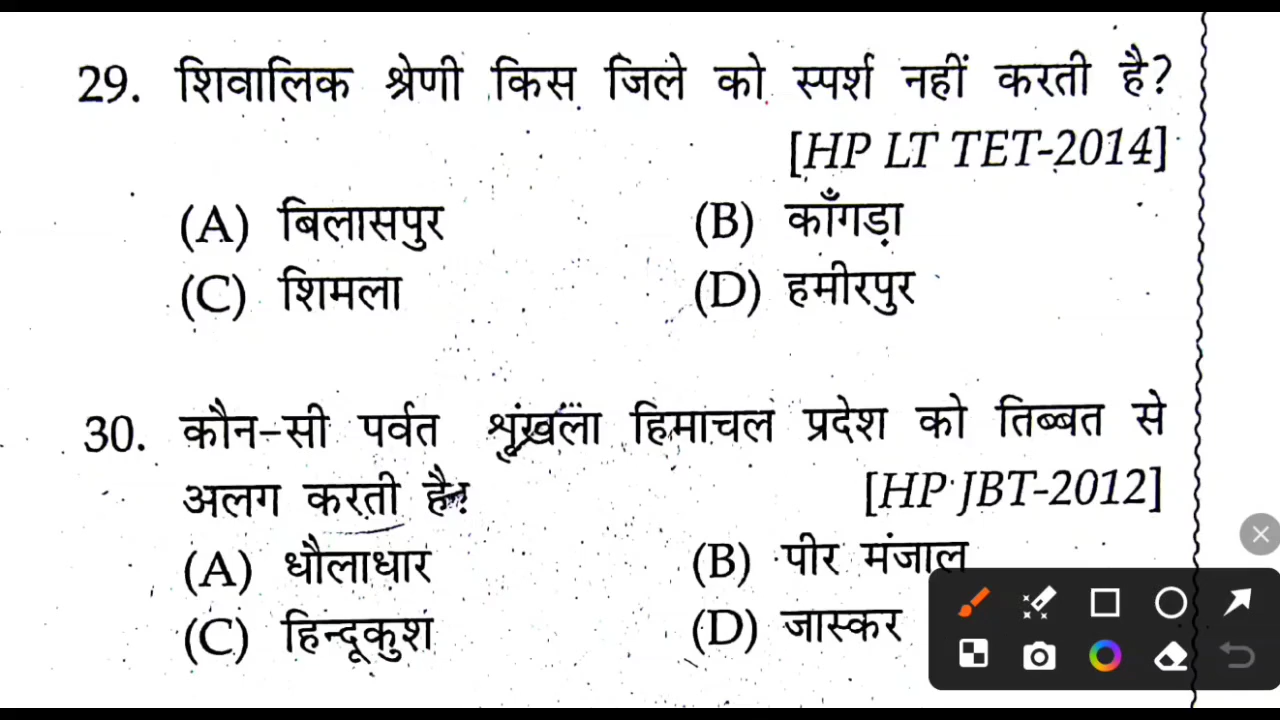 29. शिवालिक श्रेणी किस जिले को स्पर्श नहीं करती है?
[HP LT TET-2014]
(A) बिलासपुर (B) काँगड़ा
(C) शिमला (D) हमीरपुर
30. कौन-सी पर्वत श्रृंखला हिमाचल प्रदेश को तिब्बत से
अलग करती है?
[HP JBT-2012]
(A) धौलाधार (B) पीर मंजाल
(C) हिन्दूकुश (D) जास्कर